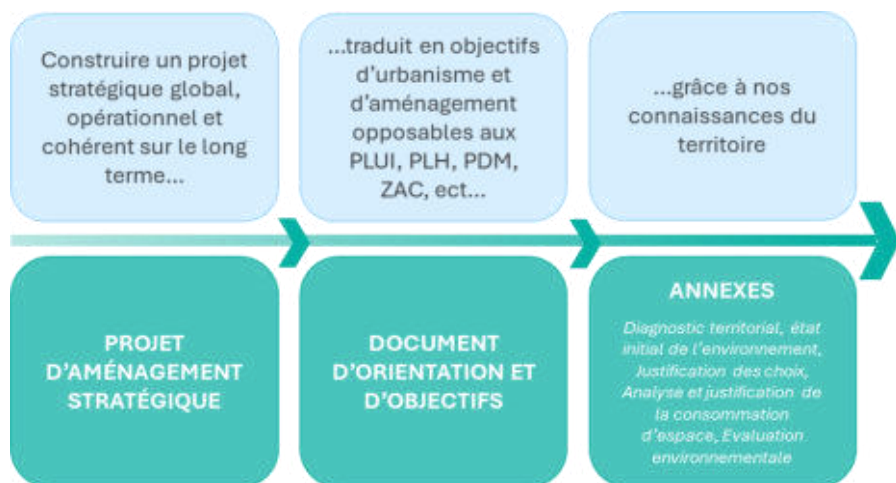 Construire un projet
stratégique global,
opérationnel et
cohérent sur le long
terme...
...traduit en objectifs
d'urbanisme et
d'aménagement
opposables aux
PLUI, PLH, PDM,
ZAC, ect...
...grâce à nos
connaissances du
territoire
PROJET
D'AMÉNAGEMENT
STRATÉGIQUE
DOCUMENT
D'ORIENTATION ET
D'OBJECTIFS
ANNEXES
Diagnostic territorial, état
initial de l'environnement,
Justification des choix,
Analyse et justification de
la consommation
d'espace, Evaluation
environnementale